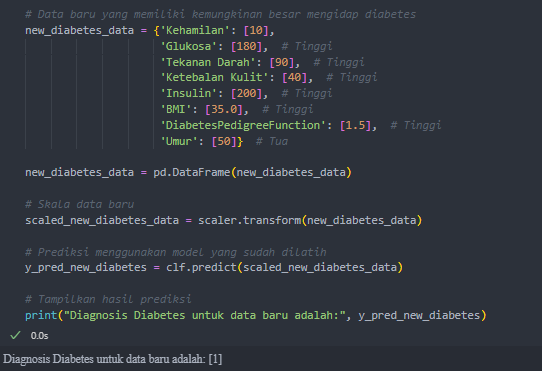 # Data baru yang memiliki kemungkinan besar mengidap diabetes
new_diabetes_data = {'Kehamilan': [10],
'Glukosa': [180],  # Tinggi
'Tekanan Darah': [90],  # Tinggi
'Ketebalan Kulit': [40],  # Tinggi
'Insulin': [200],  # Tinggi
'BMI': [35.0],  # Tinggi
'DiabetesPedigreeFunction': [1.5],  # Tinggi
'Umur': [50]}  # Tua
new_diabetes_data = pd.DataFrame(new_diabetes_data)
# Skala data baru
scaled_new_diabetes_data = scaler.transform(new_diabetes_data)
# Prediksi menggunakan model yang sudah dilatih
y_pred_new_diabetes = clf.predict(scaled_new_diabetes_data)
# Tampilkan hasil prediksi
print("Diagnosis Diabetes untuk data baru adalah:", y_pred_new_diabetes)
0.0s
Diagnosis Diabetes untuk data baru adalah: [1]